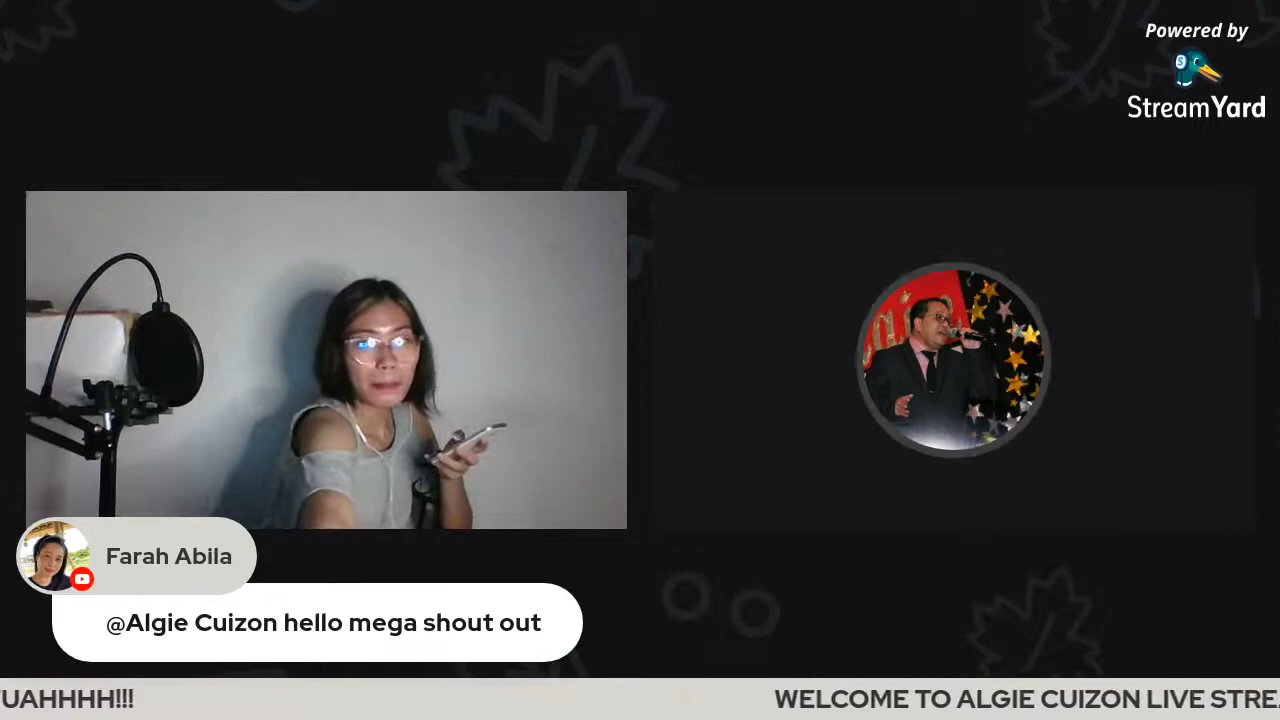 Powered by
StreamYard
Farah Abila
@Algie Cuizon hello mega shout out
UAHHHH!!! WELCOME TO ALGIE CUIZON LIVE STRE